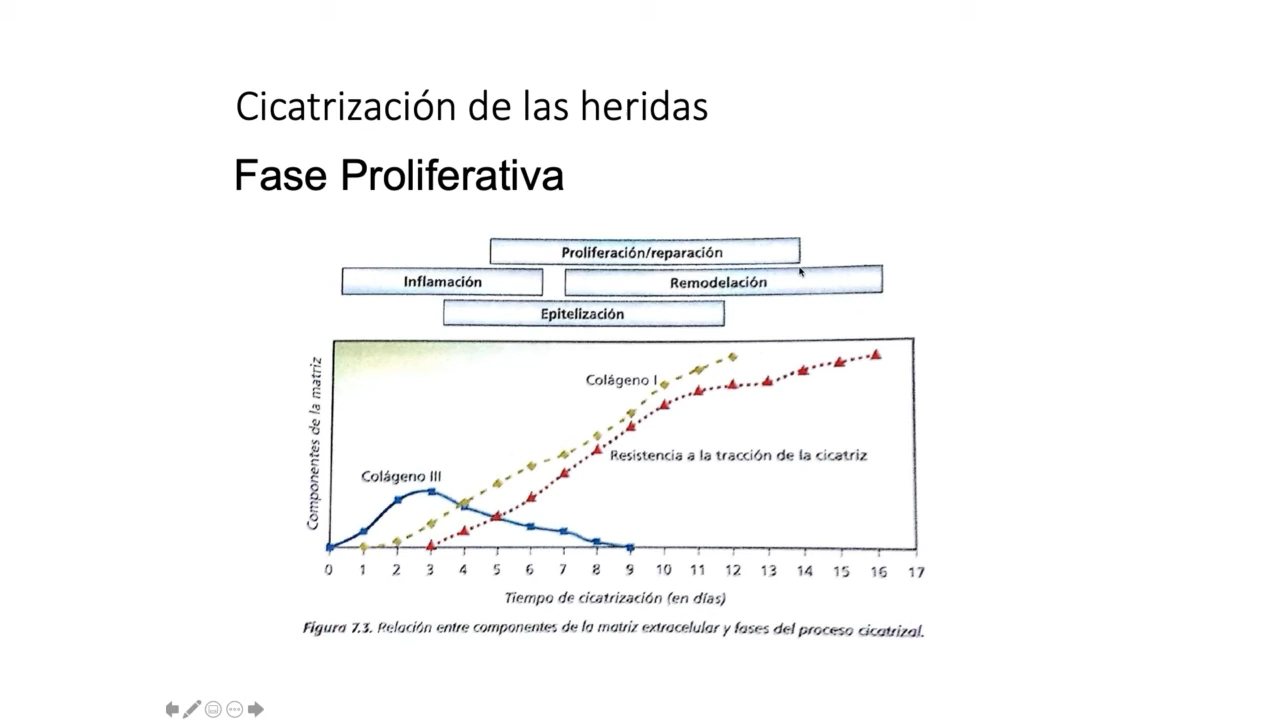 Cicatrización de las heridas
Fase Proliferativa
Proliferación/reparación
Inflamación
Remodelación
Epitelización
Componentes de la matriz
Colágeno I
Resistencia a la tracción de la cicatriz
Colágeno III
0 1 2 3 4 5 6 7 8 9 10 11 12 13 14 15 16 17
Tiempo de cicatrización (en días)
Figura 7.3. Relación entre componentes de la matriz extracelular y fases del proceso cicatrizal.